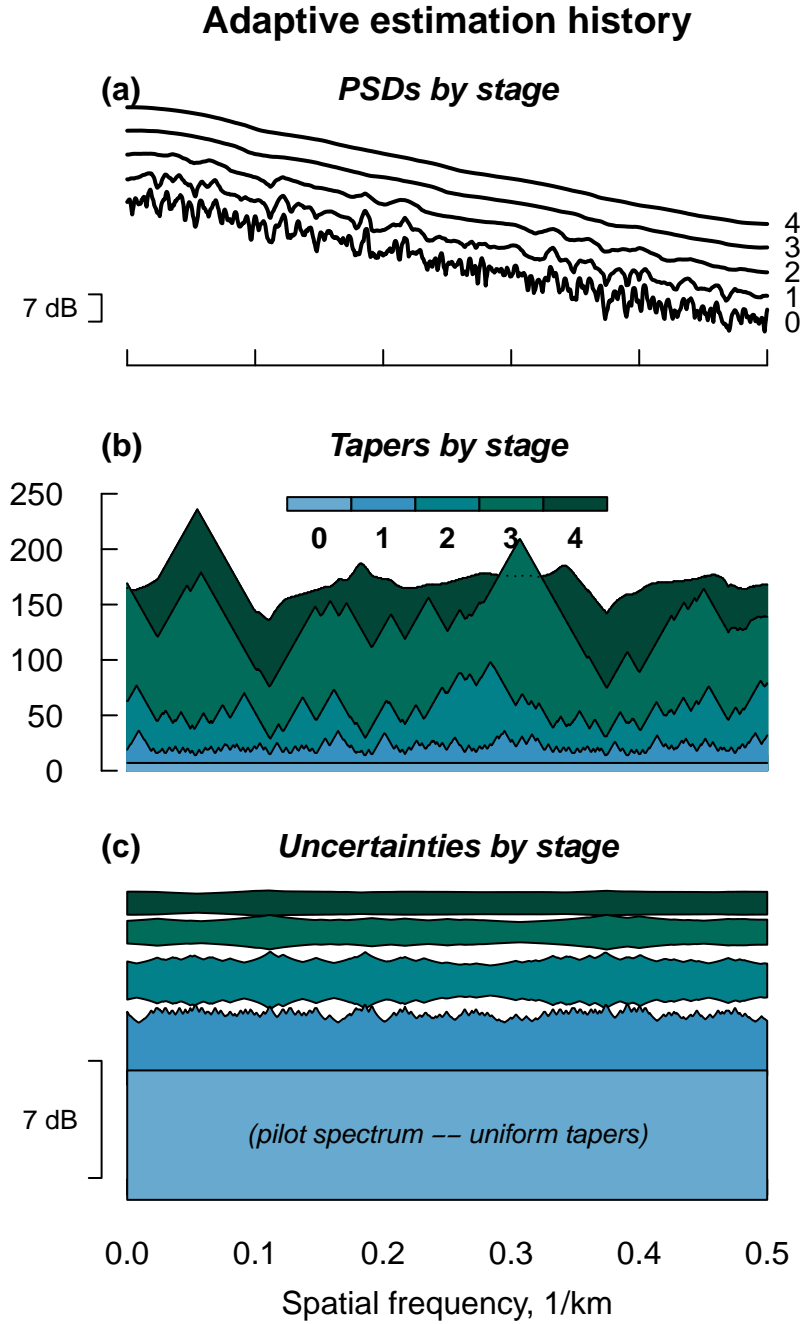 Adaptive estimation history
(a) PSDs by stage
4
3
2
1
0
7 dB
(b) Tapers by stage
250
200
150
100
50
0
0 1 2 3 4
(c) Uncertainties by stage
7 dB
(pilot spectrum −− uniform tapers)
0.0 0.1 0.2 0.3 0.4 0.5
Spatial frequency, 1/km